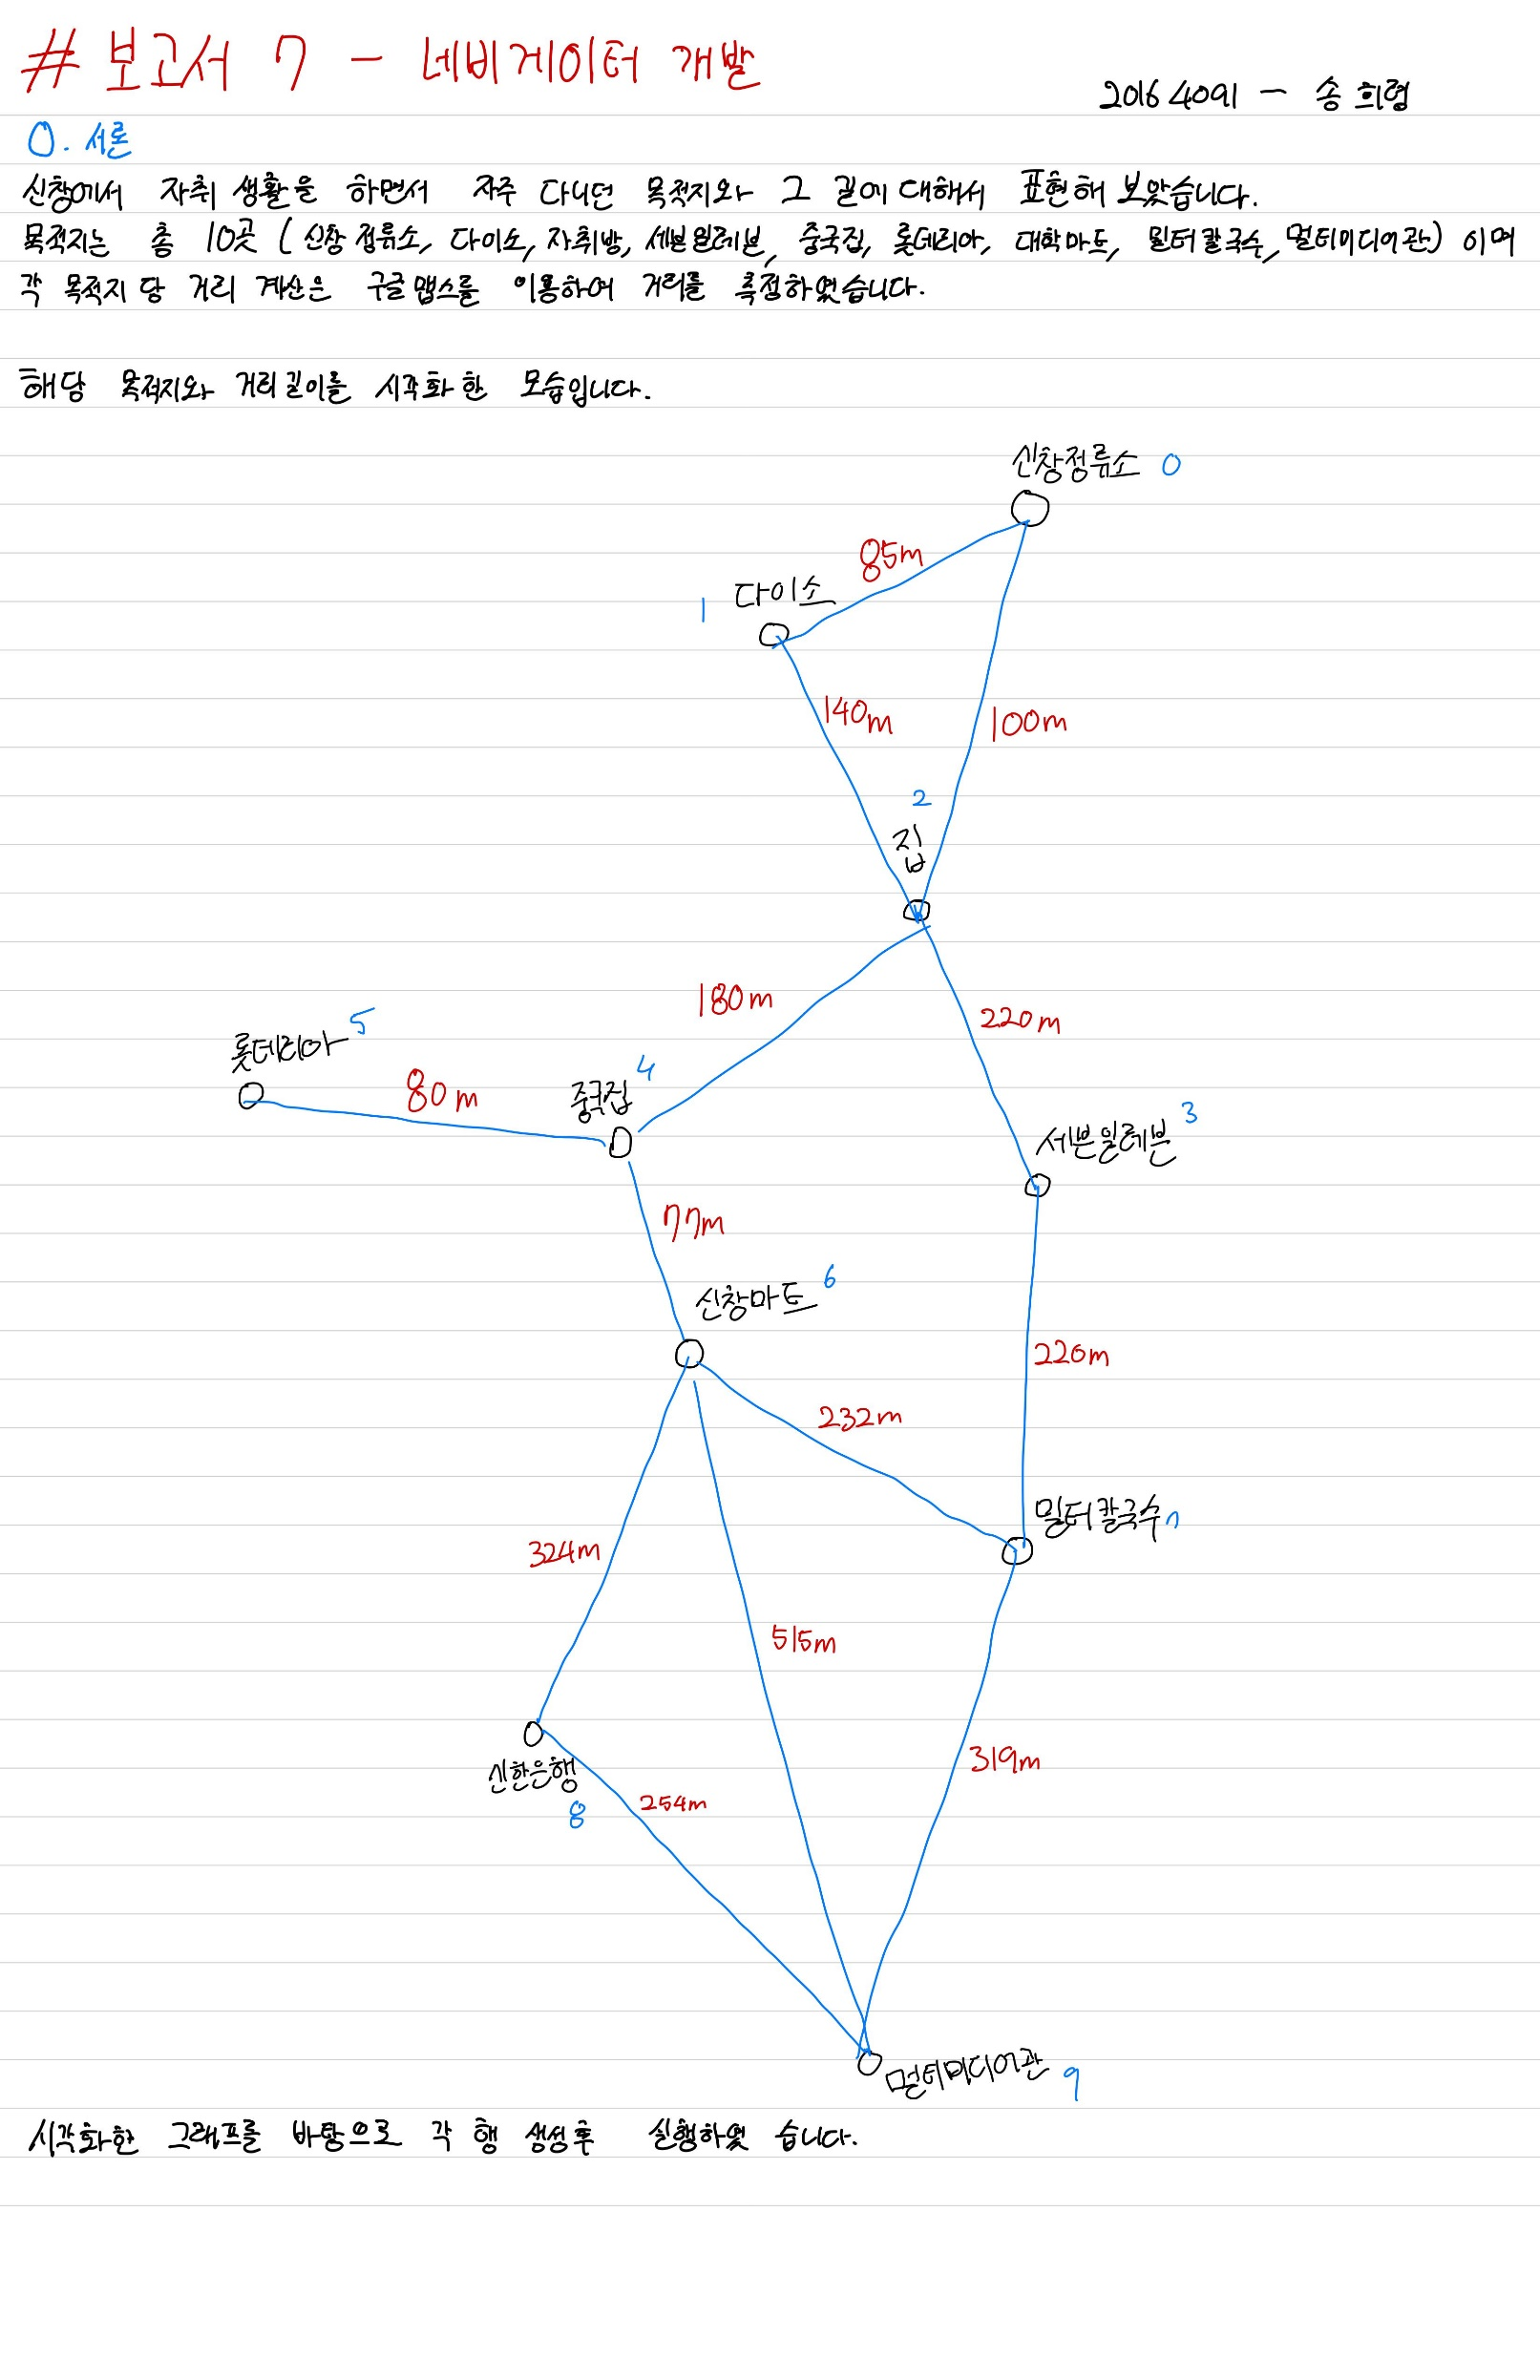 # 보고서 7 - 네비게이터 개발
20164091 - 송희령
0. 서론
신창에서 자취 생활을 하면서 자주 다니던 목적지와 그 길에 대해서 표현해 보았습니다.
목적지는 총 10곳 (신창 정류소, 다이소, 자취방, 세븐일레븐, 중국집, 롯데리아, 대학마트, 밀터칼국수, 멀티미디어관) 이며
각 목적지 당 거리 계산은 구글맵스를 이용하여 거리를 측정하였습니다.
해당 목적지와 거리길이를 시각화 한 모습입니다.
신창정류소 0
85m
1 다이소
140m
100m
2
집
180m
220m
롯데리아 5
80m
중국집 4
세븐일레븐 3
77m
신창마트 6
220m
232m
밀터칼국수 7
324m
515m
319m
신한은행
8
254m
멀티미디어관 9
시각화한 그래프를 바탕으로 각 행 생성후 실행하였 습니다.